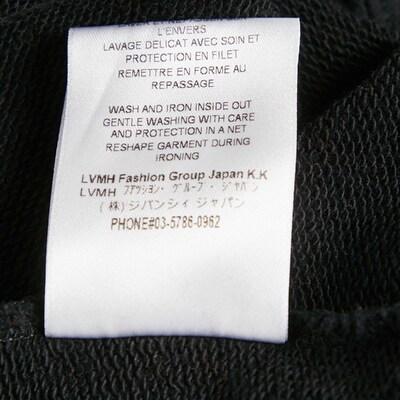 L'ENVERS
LAVAGE DELICAT AVEC SOIN ET
PROTECTION EN FILET
REMETTRE EN FORME AU
REPASSAGE
WASH AND IRON INSIDE OUT
GENTLE WASHING WITH CARE
AND PROTECTION IN A NET
RESHAPE GARMENT DURING
IRONING
LVMH Fashion Group Japan K.K
LVMH ファッション・グループ・ジャパン
(株)ジバンシィ ジャパン
PHONE#03-5786-0962